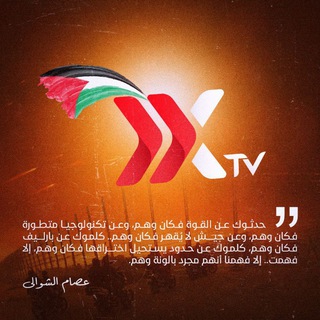 TV
حدثوك عن القوة فكان وهم، وعن تكنولوجيا متطورة
فكان وهم، وعن جيش لا يُقهر فكان وهم.. كلموك عن بارليف
فكان وهم، كلموك عن حدود يستحيل اختراقها فكان وهم، إلا
فهمت.. إلا فهمنا أنهم مجرد بالونة وهم.
عصام الشوالي